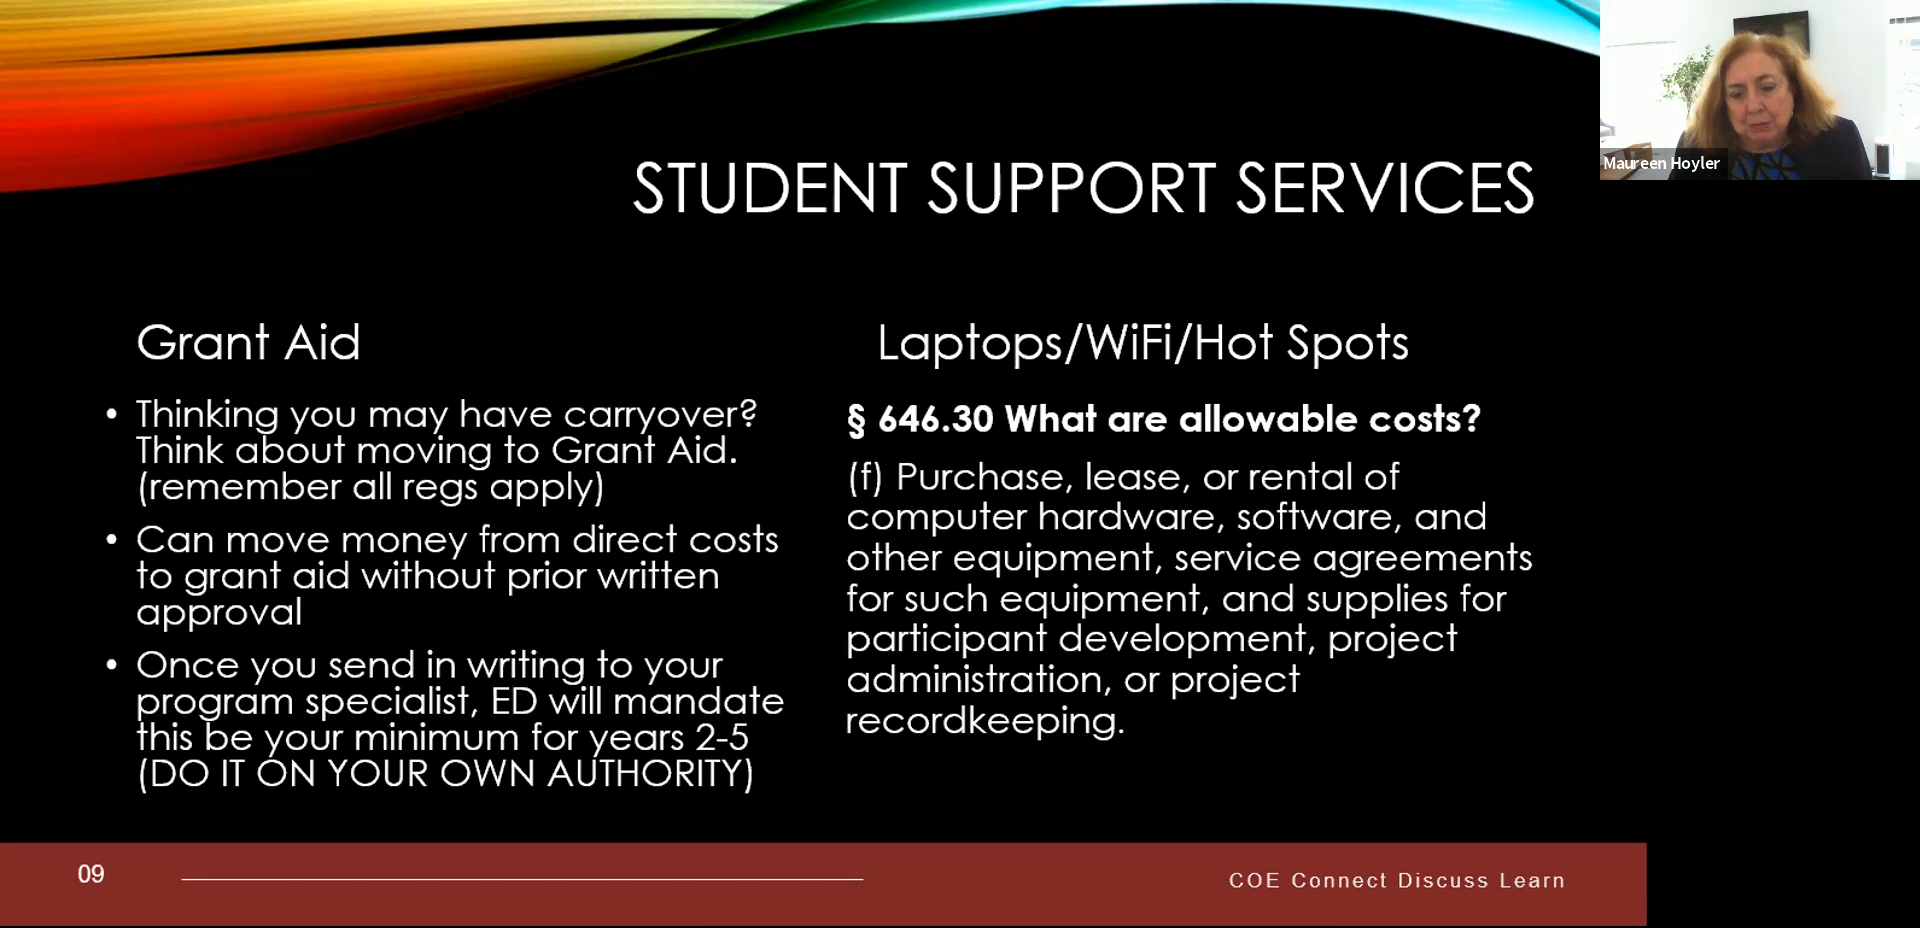 Maureen Hoyler
STUDENT SUPPORT SERVICES
Grant Aid
• Thinking you may have carryover?
Think about moving to Grant Aid.
(remember all regs apply)
• Can move money from direct costs
to grant aid without prior written
approval
• Once you send in writing to your
program specialist, ED will mandate
this be your minimum for years 2-5
(DO IT ON YOUR OWN AUTHORITY)
Laptops/WiFi/Hot Spots
§ 646.30 What are allowable costs?
(f) Purchase, lease, or rental of
computer hardware, software, and
other equipment, service agreements
for such equipment, and supplies for
participant development, project
administration, or project
recordkeeping.
09
COE Connect Discuss Learn